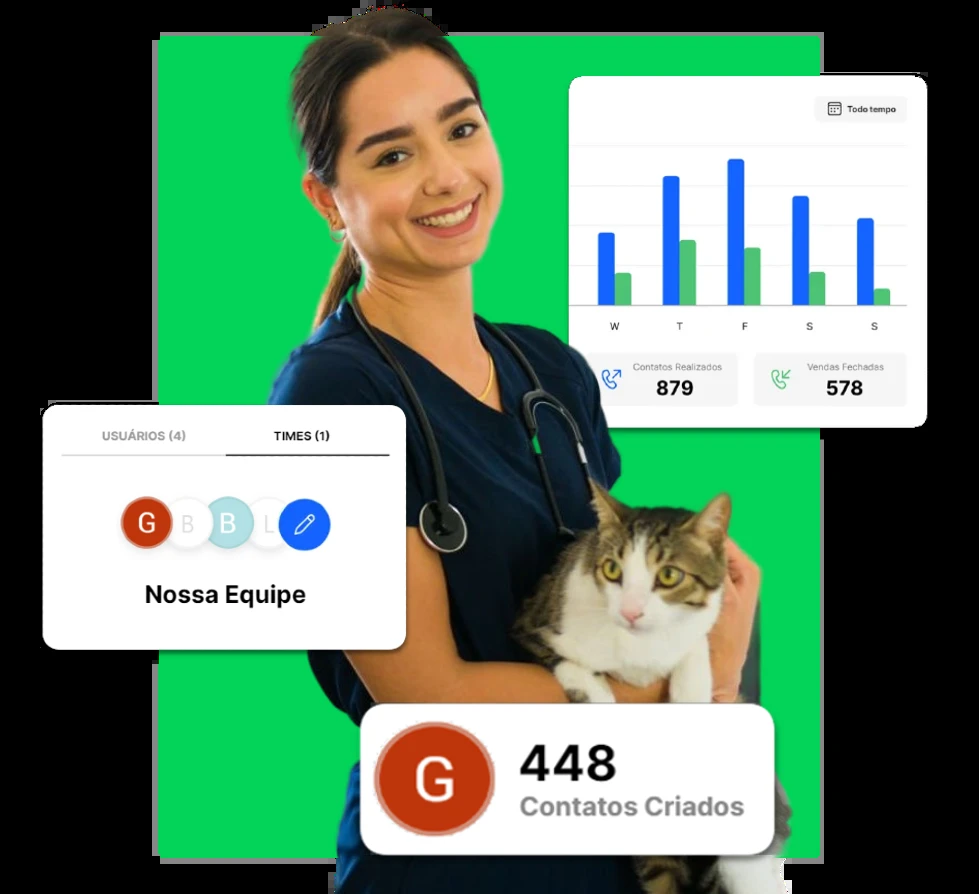 Todo tempo
W T F S S
Contatos Realizados
879
Vendas Fechadas
578
USUÁRIOS (4)
TIMES (1)
G B B L
Nossa Equipe
G
448
Contatos Criados